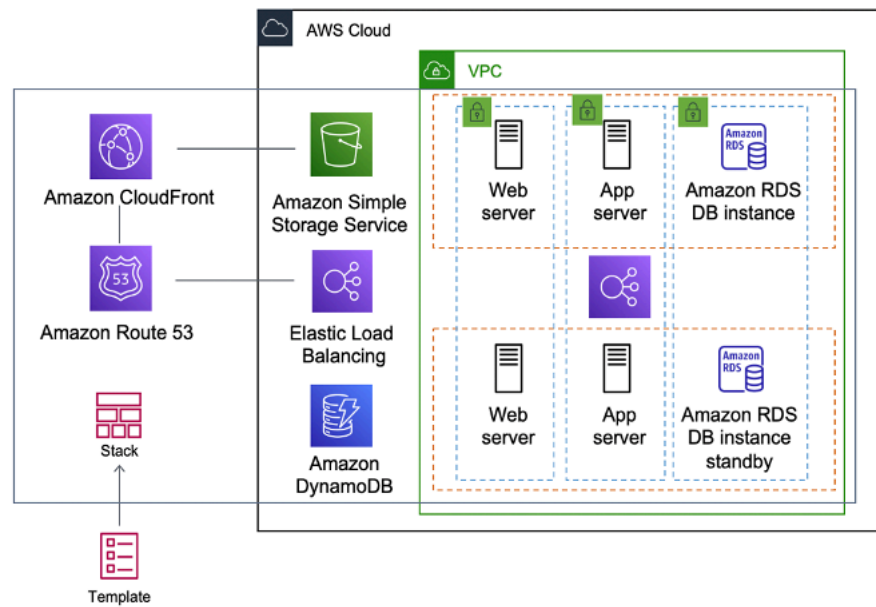 AWS Cloud
VPC
Amazon CloudFront
Amazon Simple
Storage Service
Web
server
App
server
Amazon
RDS
Amazon RDS
DB instance
53
Amazon Route 53
Elastic Load
Balancing
Stack
Amazon
DynamoDB
Web
server
App
server
Amazon
RDS
Amazon RDS
DB instance
standby
Template